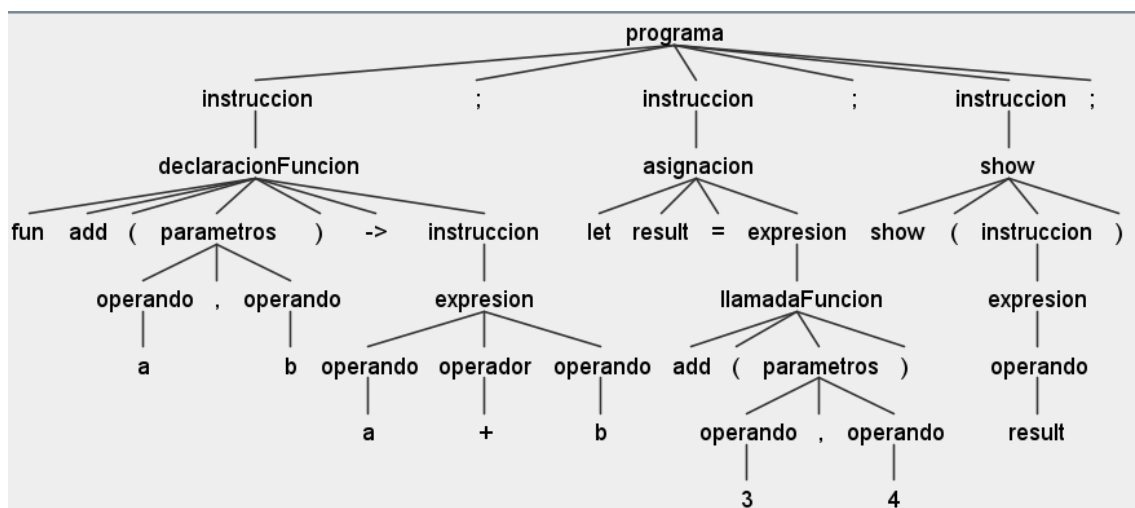 programa
instruccion ; instruccion ; instruccion ;
declaracionFuncion asignacion show
fun add ( parametros ) -> instruccion let result = expresion show ( instruccion )
operando , operando expresion llamadaFuncion expresion
a b operando operador operando add ( parametros ) operando
a + b operando , operando result
3 4